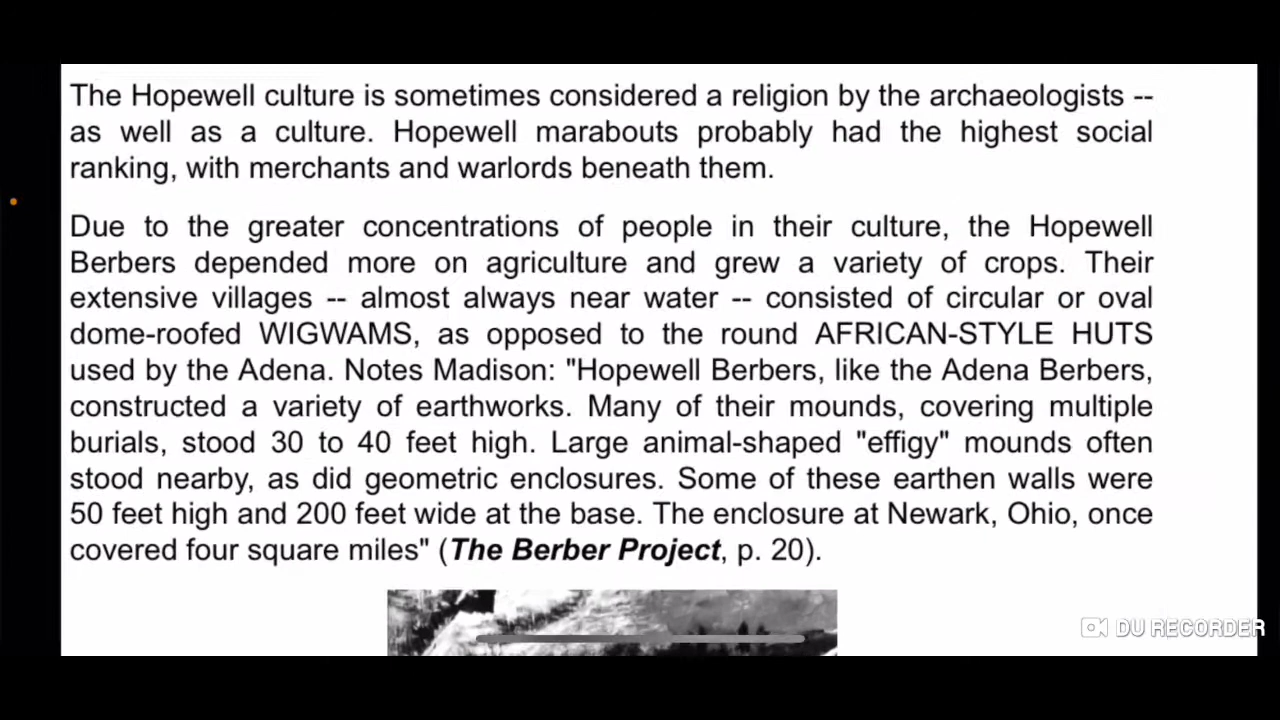 The Hopewell culture is sometimes considered a religion by the archaeologists --
as well as a culture. Hopewell marabouts probably had the highest social
ranking, with merchants and warlords beneath them.
Due to the greater concentrations of people in their culture, the Hopewell
Berbers depended more on agriculture and grew a variety of crops. Their
extensive villages -- almost always near water -- consisted of circular or oval
dome-roofed WIGWAMS, as opposed to the round AFRICAN-STYLE HUTS
used by the Adena. Notes Madison: "Hopewell Berbers, like the Adena Berbers,
constructed a variety of earthworks. Many of their mounds, covering multiple
burials, stood 30 to 40 feet high. Large animal-shaped "effigy" mounds often
stood nearby, as did geometric enclosures. Some of these earthen walls were
50 feet high and 200 feet wide at the base. The enclosure at Newark, Ohio, once
covered four square miles" (The Berber Project, p. 20).
DU RECORDER